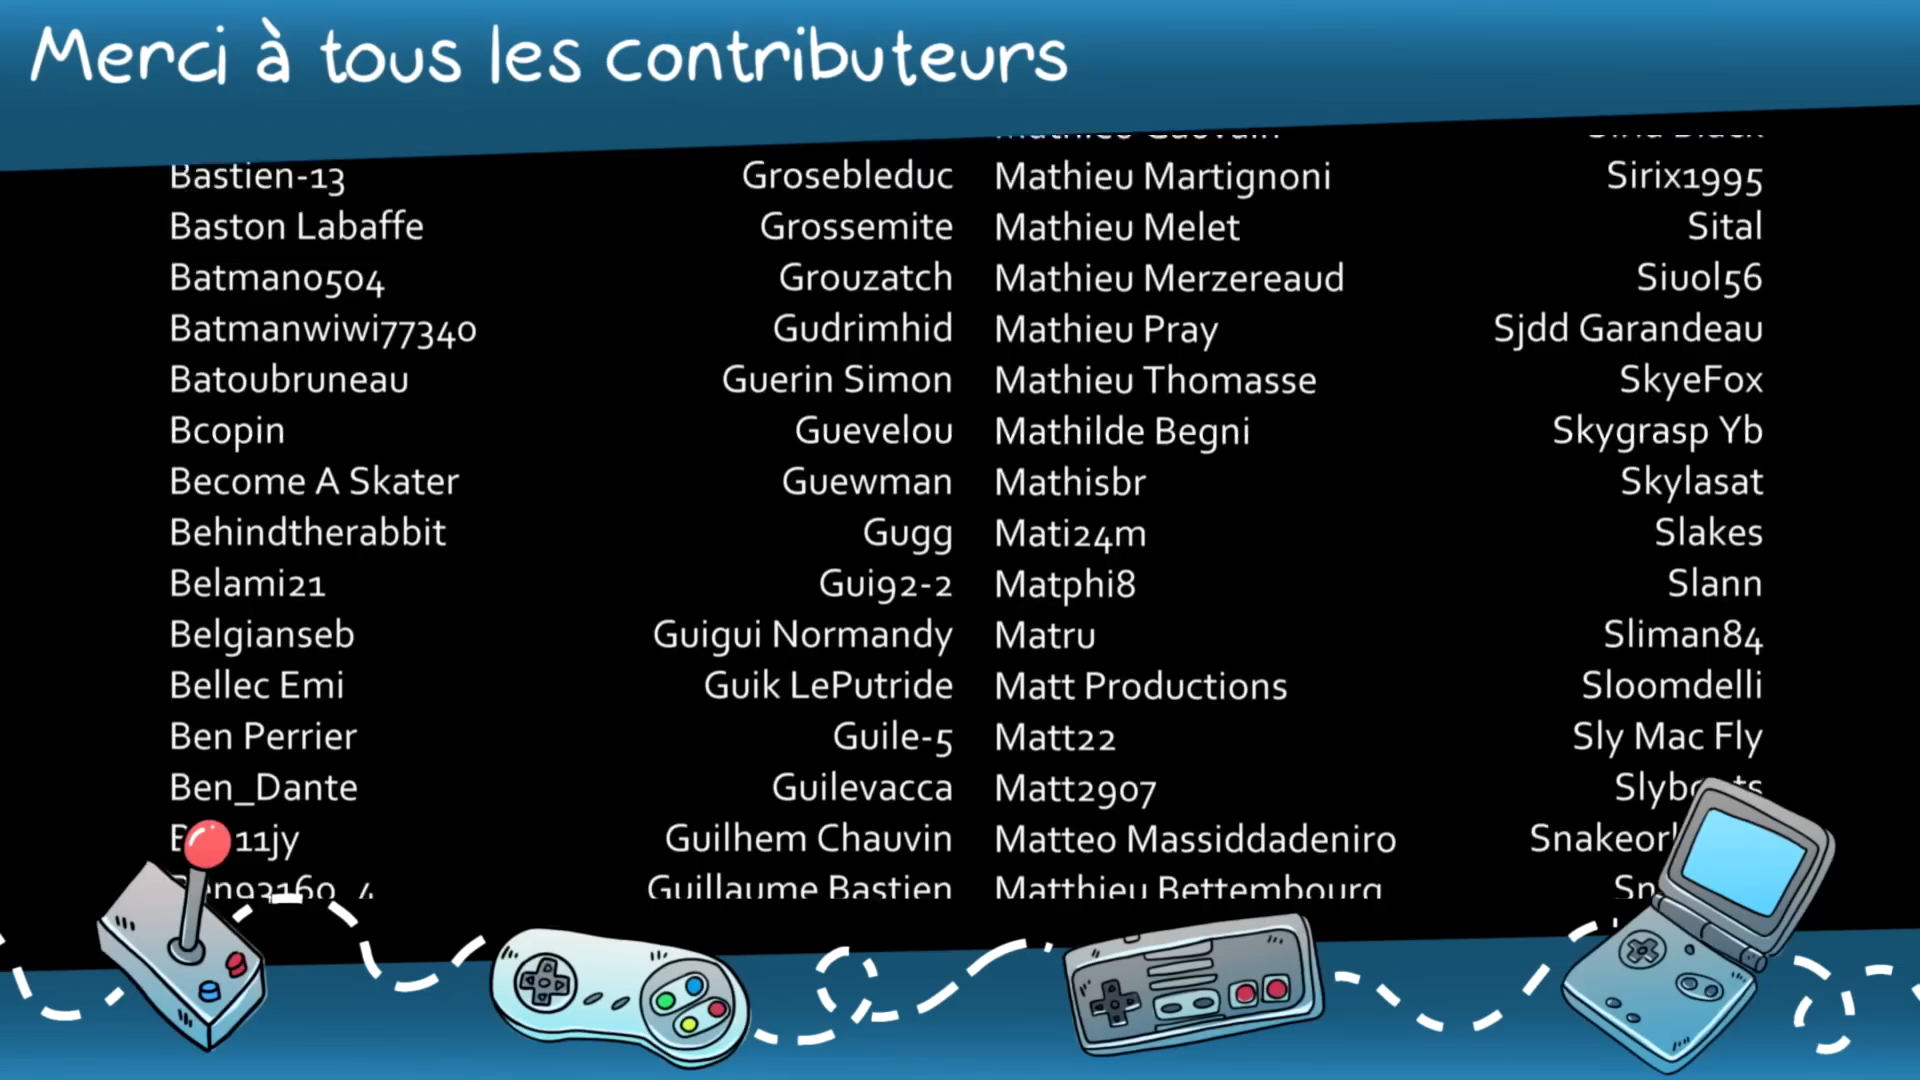 Merci à tous les contributeurs
Bastien-13
Baston Labaffe
Batman0504
Batmanwiwi77340
Batoubruneau
Bcopin
Become A Skater
Behindtherabbit
Belami21
Belgianseb
Bellec Emi
Ben Perrier
Ben_Dante
11jy
Grosebleduc
Grossemite
Grouzatch
Gudrimhid
Guerin Simon
Guevelou
Guewman
Gugg
Gui92-2
Guigui Normandy
Guik LePutride
Guile-5
Guilevacca
Guilhem Chauvin
Guillaume Bastien
Mathieu Martignoni
Mathieu Melet
Mathieu Merzereaud
Mathieu Pray
Mathieu Thomasse
Mathilde Begni
Mathisbr
Mati24m
Matphi8
Matru
Matt Productions
Matt22
Matt2907
Matteo Massiddadeniro
Matthieu Bettembourg
Sirix1995
Sital
Siuol56
Sjdd Garandeau
SkyeFox
Skygrasp Yb
Skylasat
Slakes
Slann
Sliman84
Sloomdelli
Sly Mac Fly